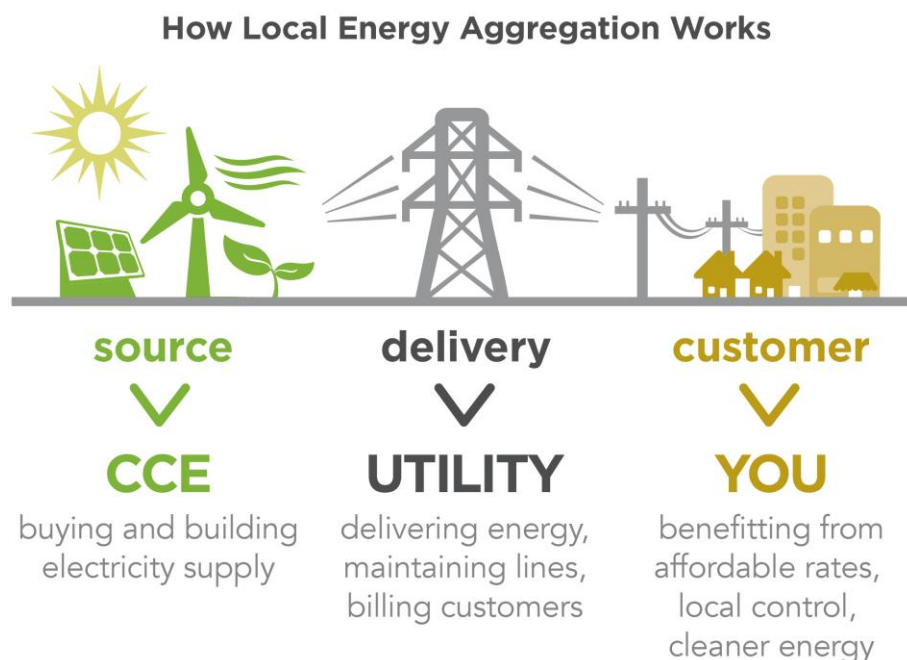 How Local Energy Aggregation Works
source
delivery
customer
CCE
UTILITY
YOU
buying and building
electricity supply
delivering energy,
maintaining lines,
billing customers
benefitting from
affordable rates,
local control,
cleaner energy